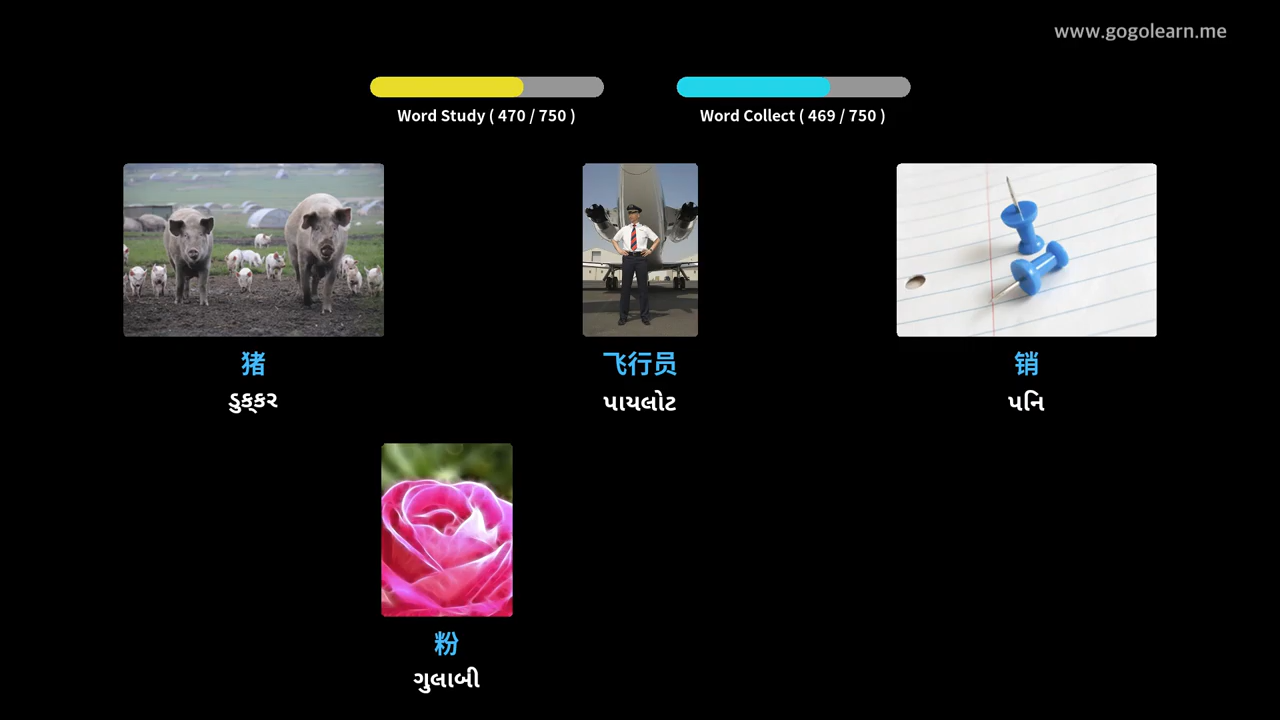 www.gogolearn.me
Word Study ( 470 / 750 )
Word Collect ( 469 / 750 )
猪
ડુક્કર
飞行员
પાયલોટ
销
પનિ
粉
ગુલાબી